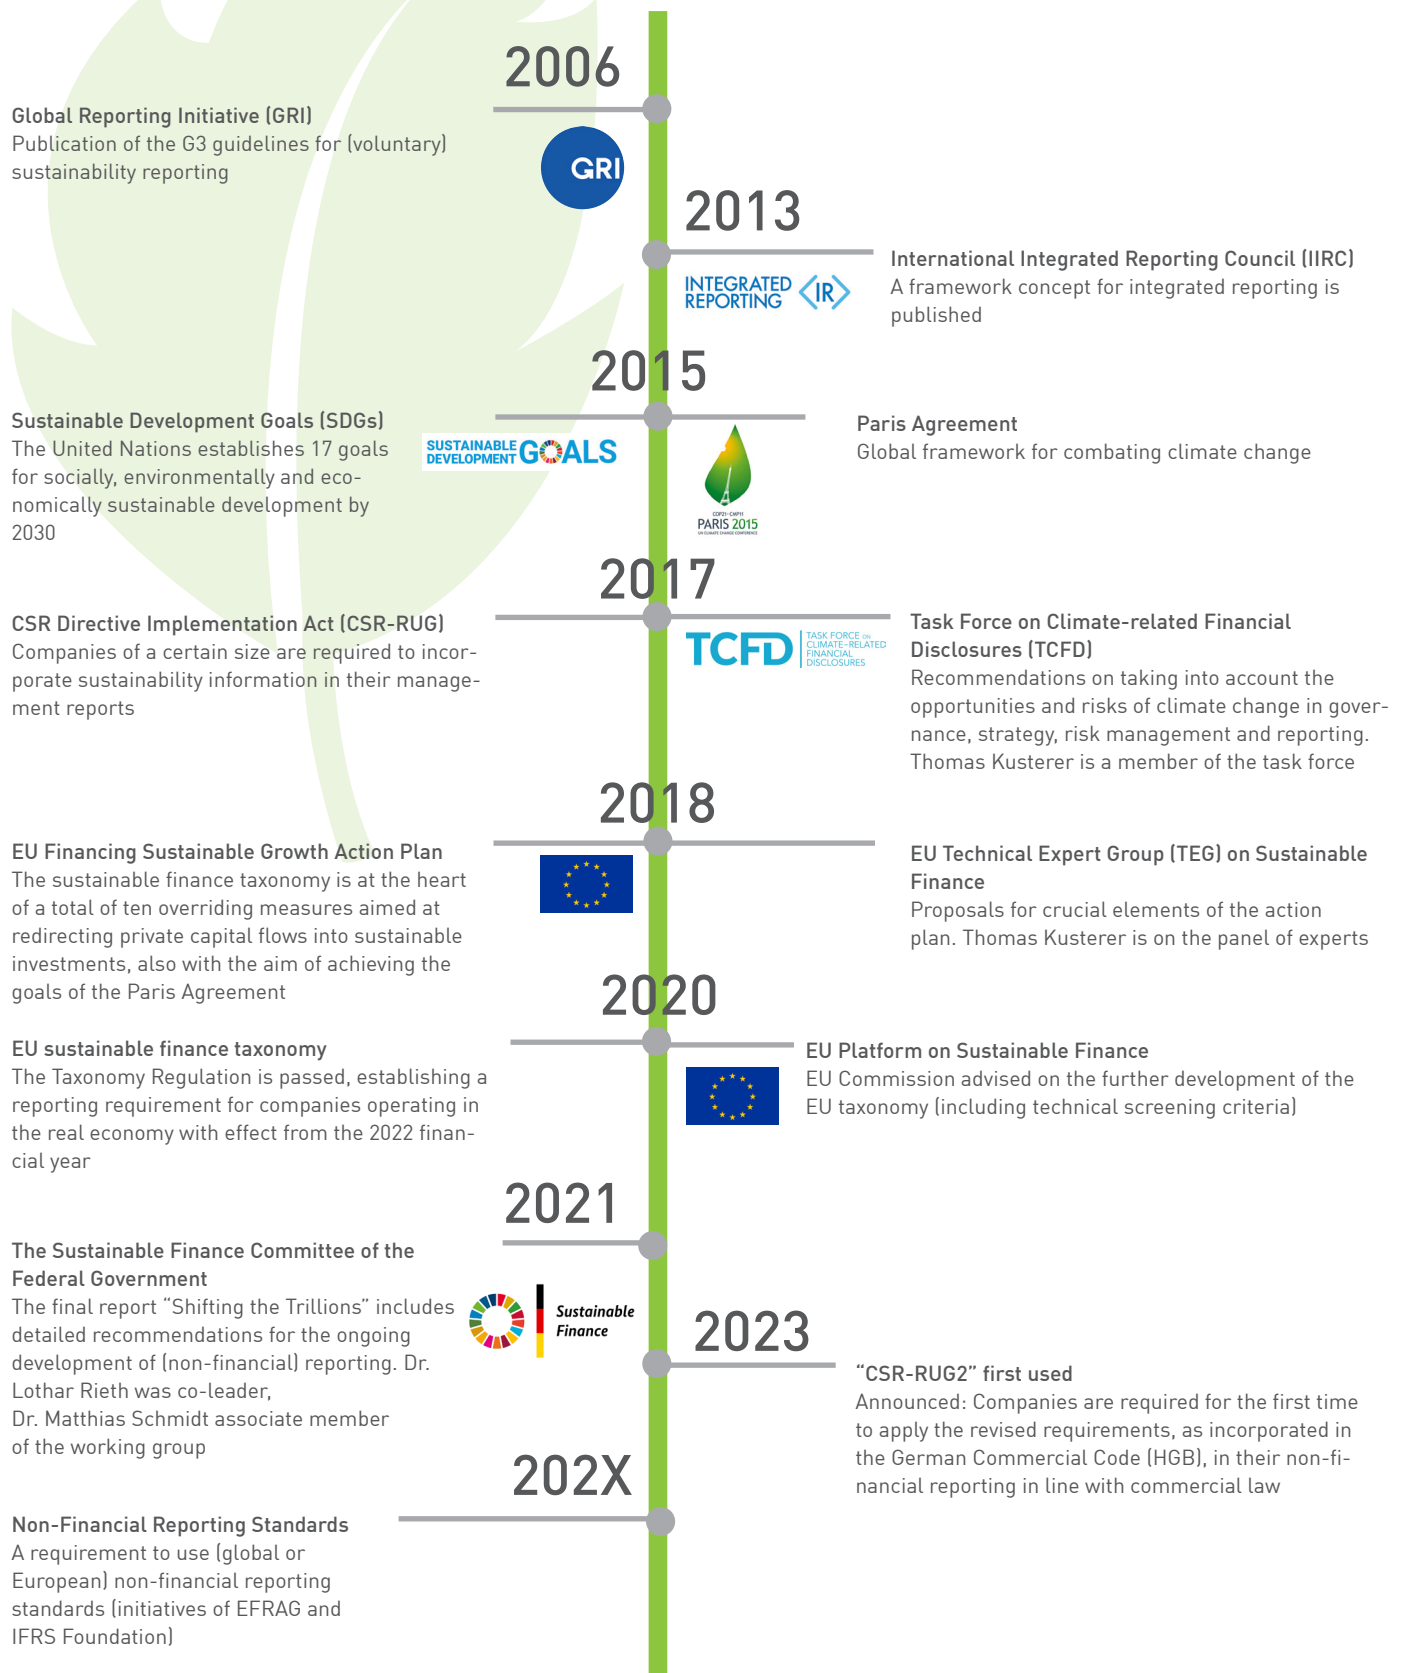 2006
Global Reporting Initiative (GRI)
Publication of the G3 guidelines for (voluntary)
sustainability reporting
GRI
2013
INTEGRATED
REPORTING
<IR>
International Integrated Reporting Council (IIRC)
A framework concept for integrated reporting is
published
2015
Sustainable Development Goals (SDGs)
The United Nations establishes 17 goals
for socially, environmentally and eco-
nomically sustainable development by
2030
SUSTAINABLE
DEVELOPMENT
GOALS
COP21•CMP11
PARIS 2015
UN CLIMATE CHANGE CONFERENCE
Paris Agreement
Global framework for combating climate change
2017
CSR Directive Implementation Act (CSR-RUG)
Companies of a certain size are required to incor-
porate sustainability information in their manage-
ment reports
TCFD
TASK FORCE ON
CLIMATE-RELATED
FINANCIAL
DISCLOSURES
Task Force on Climate-related Financial
Disclosures (TCFD)
Recommendations on taking into account the
opportunities and risks of climate change in gover-
nance, strategy, risk management and reporting.
Thomas Kusterer is a member of the task force
2018
EU Financing Sustainable Growth Action Plan
The sustainable finance taxonomy is at the heart
of a total of ten overriding measures aimed at
redirecting private capital flows into sustainable
investments, also with the aim of achieving the
goals of the Paris Agreement
EU Technical Expert Group (TEG) on Sustainable
Finance
Proposals for crucial elements of the action
plan. Thomas Kusterer is on the panel of experts
2020
EU sustainable finance taxonomy
The Taxonomy Regulation is passed, establishing a
reporting requirement for companies operating in
the real economy with effect from the 2022 finan-
cial year
EU Platform on Sustainable Finance
EU Commission advised on the further development of the
EU taxonomy (including technical screening criteria)
2021
The Sustainable Finance Committee of the
Federal Government
The final report “Shifting the Trillions” includes
detailed recommendations for the ongoing
development of (non-financial) reporting. Dr.
Lothar Rieth was co-leader,
Dr. Matthias Schmidt associate member
of the working group
Sustainable
Finance
2023
“CSR-RUG2” first used
Announced: Companies are required for the first time
to apply the revised requirements, as incorporated in
the German Commercial Code (HGB), in their non-fi-
nancial reporting in line with commercial law
202X
Non-Financial Reporting Standards
A requirement to use (global or
European) non-financial reporting
standards (initiatives of EFRAG and
IFRS Foundation)